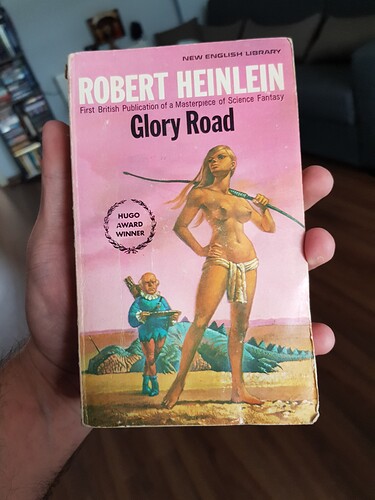 NEW ENGLISH LIBRARY
ROBERT HEINLEIN
First British Publication of a Masterpiece of Science Fantasy
Glory Road
HUGO
AWARD
WINNER